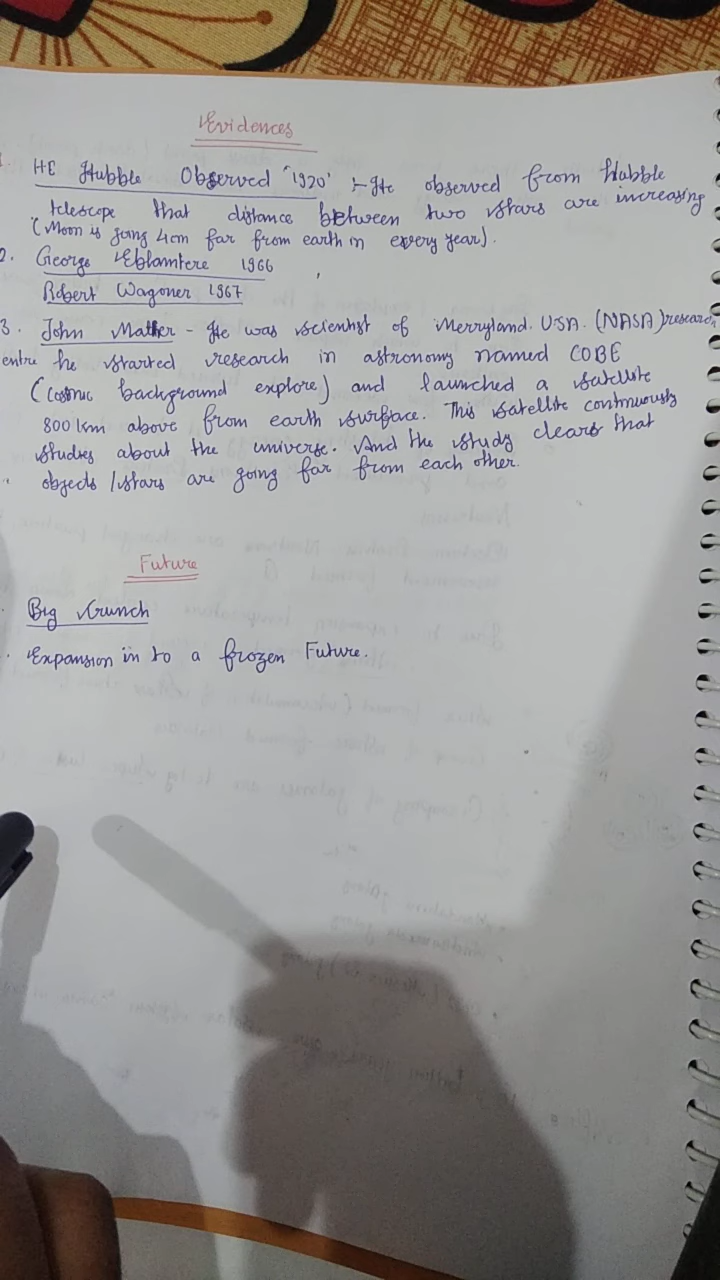 Evidences
1. HE Hubble Observed '1920' :- He observed from Hubble
telescope that distance between two stars are increasing
(Moon is going 4cm far from earth in every year).
2. George 1966
Robert Wagoner 1967
3. John Mather - He was scientist of Merryland. USA. (NASA) research
entre he started research in astronomy named COBE
(cosmic background explore) and launched a satellite
800 km above from earth surface. This satellite continuously
studies about the universe. And the study clears that
objects /stars are going far from each other.
Future
Big Crunch
Expansion in to a frozen Future.